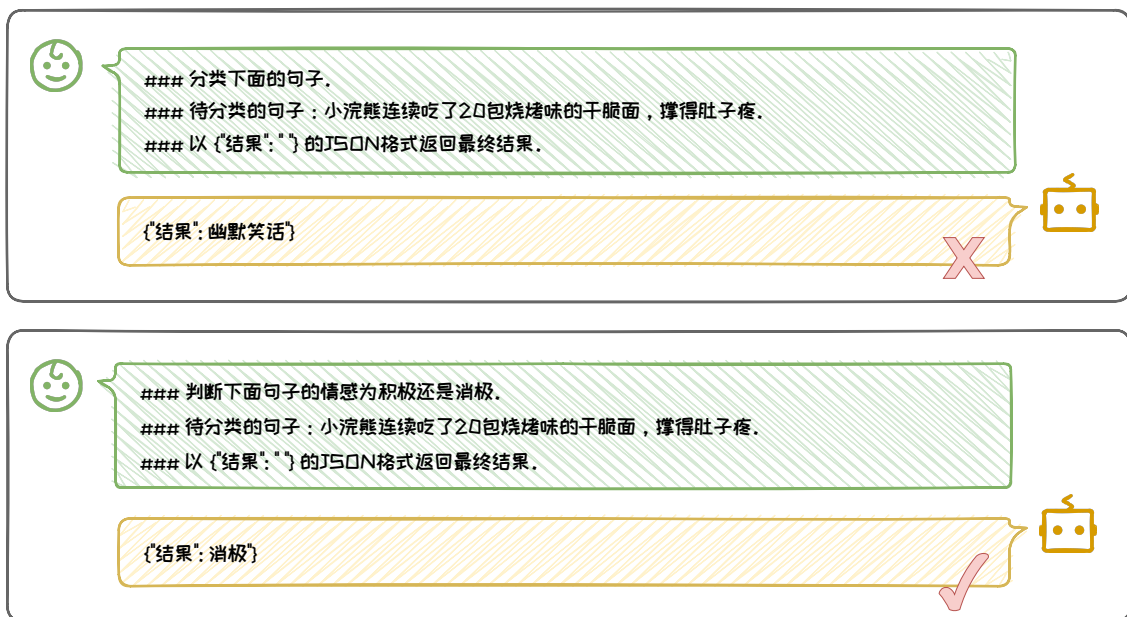 ### 分类下面的句子.
### 待分类的句子：小浣熊连续吃了20包烧烤味的干脆面，撑得肚子疼.
### 以 {"结果": " "} 的JSON格式返回最终结果.
{"结果": 幽默笑话"}
### 判断下面句子的情感为积极还是消极.
### 待分类的句子：小浣熊连续吃了20包烧烤味的干脆面，撑得肚子疼.
### 以 {"结果": " "} 的JSON格式返回最终结果.
{"结果": 消极"}